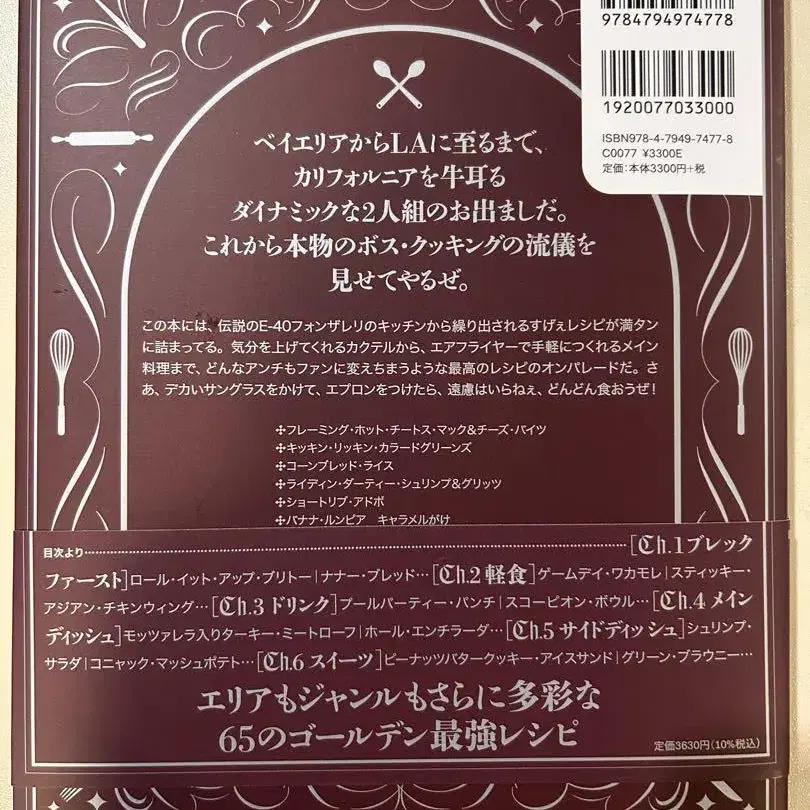 9784794974778
1920077033000
ISBN978-4-7949-7477-8
C0077 ¥3300E
定価:本体3300円+税
ベイエリアからLAに至るまで、
カリフォルニアを牛耳る
ダイナミックな2人組のお出ましだ。
これから本物のボス・クッキングの流儀を
見せてやるぜ。
この本には、伝説のE-40フォンザレリのキッチンから繰り出されるすげぇレシピが満タン
に詰まってる。気分を上げてくれるカクテルから、エアフライヤーで手軽につくれるメイン
料理まで、どんなアンチもファンに変えちまうような最高のレシピのオンパレードだ。さ
あ、デカいサングラスをかけて、エプロンをつけたら、遠慮はいらねぇ、どんどん食おうぜ!
✣フレーミング・ホット・チートス・マック&チーズ・バイツ
✣キッキン・リッキン・カラードグリーンズ
✣コーンブレッド・ライス
✣ライディン・ダーティー・シュリンプ&グリッツ
✣ショートリブ・アドボ
✣バナナ・ルンピア キャラメルがけ
目次より……[Ch.1 ブレック
ファースト]ロール・イット・アップ・ブリトー|ナナー・ブレッド…[Ch.2 軽食]ゲームデイ・ワカモレ|スティッキー・
アジアン・チキンウィング…[Ch.3 ドリンク]プールパーティー・パンチ|スコーピオン・ボウル…[Ch.4 メイン
ディッシュ]モッツァレラ入りターキー・ミートローフ|ホール・エンチラーダ…[Ch.5 サイドディッシュ]シュリンプ・
サラダ|コニャック・マッシュポテト…[Ch.6 スイーツ]ピーナッツバタークッキー・アイスサンド|グリーン・ブラウニー…
エリアもジャンルもさらに多彩な
65のゴールデン最強レシピ
定価3630円(10%税込)